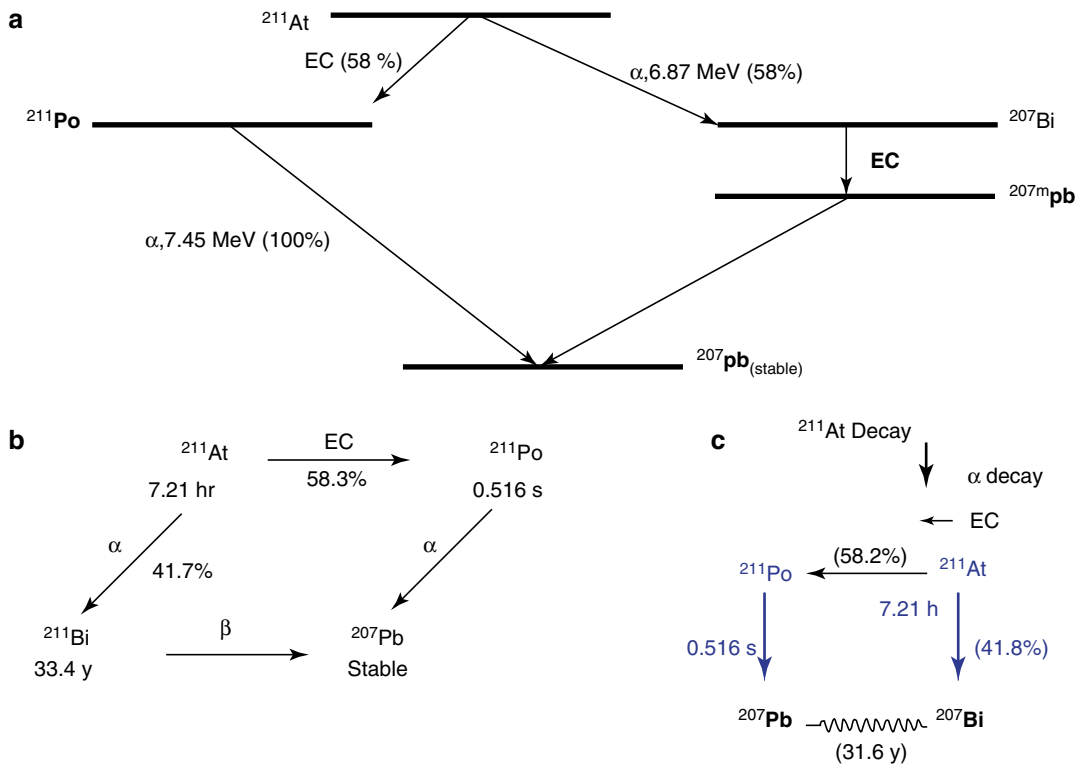 a
²¹¹At
EC (58 %)
α,6.87 MeV (58%)
²¹¹Po
²⁰⁷Bi
EC
²⁰⁷ᵐpb
α,7.45 MeV (100%)
²⁰⁷pb(stable)
b
²¹¹At
EC
²¹¹Po
58.3%
7.21 hr
0.516 s
α
41.7%
α
²¹¹Bi
β
²⁰⁷Pb
33.4 y
Stable
c
²¹¹At Decay
α decay
EC
²¹¹Po
(58.2%)
²¹¹At
7.21 h
0.516 s
(41.8%)
²⁰⁷Pb
²⁰⁷Bi
(31.6 y)